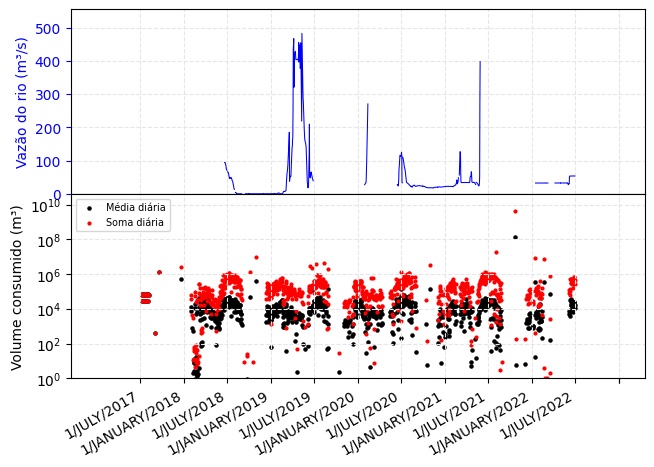 Vazão do rio (m³/s)
500
400
300
200
100
0
Volume consumido (m³)
10¹⁰
10⁸
10⁶
10⁴
10²
10⁰
Média diária
Soma diária
1/JULY/2017
1/JANUARY/2018
1/JULY/2018
1/JANUARY/2019
1/JULY/2019
1/JANUARY/2020
1/JULY/2020
1/JANUARY/2021
1/JULY/2021
1/JANUARY/2022
1/JULY/2022